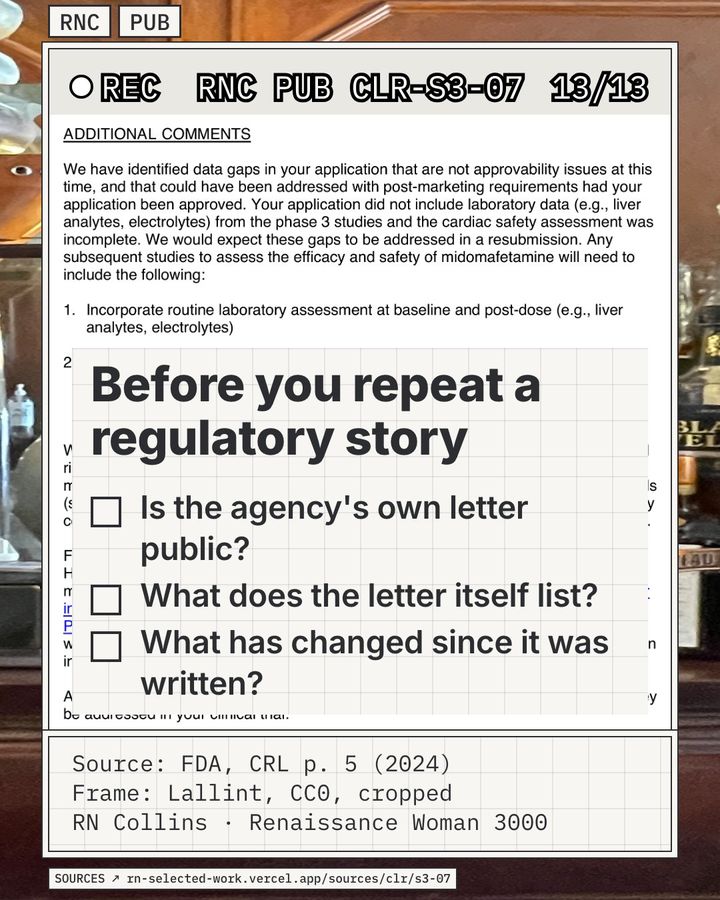 RNC PUB
REC RNC PUB CLR-S3-07 13/13
ADDITIONAL COMMENTS
We have identified data gaps in your application that are not approvability issues at this
time, and that could have been addressed with post-marketing requirements had your
application been approved. Your application did not include laboratory data (e.g., liver
analytes, electrolytes) from the phase 3 studies and the cardiac safety assessment was
incomplete. We would expect these gaps to be addressed in a resubmission. Any
subsequent studies to assess the efficacy and safety of midomafetamine will need to
include the following:
1. Incorporate routine laboratory assessment at baseline and post-dose (e.g., liver
analytes, electrolytes)
2
Before you repeat a
regulatory story
Is the agency's own letter
public?
What does the letter itself list?
What has changed since it was
written?
be addressed in your clinical trial.
Source: FDA, CRL p. 5 (2024)
Frame: Lallint, CC0, cropped
RN Collins · Renaissance Woman 3000
SOURCES ↗ rn-selected-work.vercel.app/sources/clr/s3-07